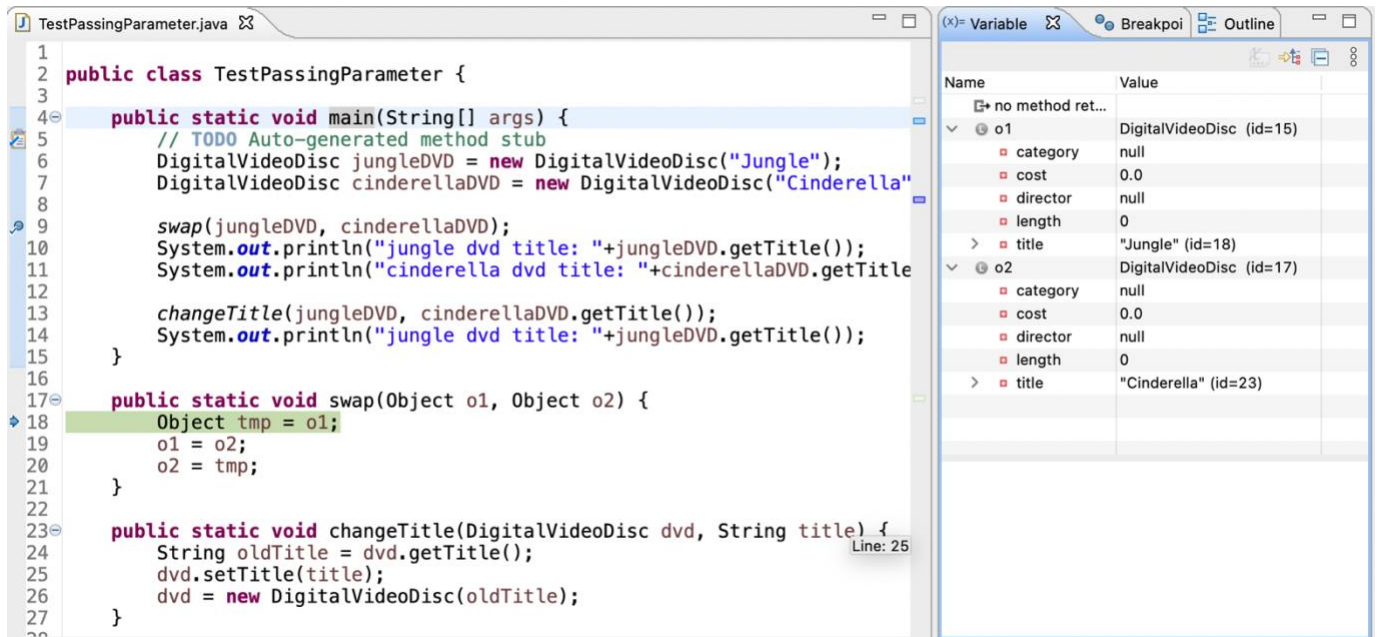 TestPassingParameter.java
1
2 public class TestPassingParameter {
3
4 public static void main(String[] args) {
5 // TODO Auto-generated method stub
6 DigitalVideoDisc jungleDVD = new DigitalVideoDisc("Jungle");
7 DigitalVideoDisc cinderellaDVD = new DigitalVideoDisc("Cinderella"
8
9 swap(jungleDVD, cinderellaDVD);
10 System.out.println("jungle dvd title: "+jungleDVD.getTitle());
11 System.out.println("cinderella dvd title: "+cinderellaDVD.getTitle
12
13 changeTitle(jungleDVD, cinderellaDVD.getTitle());
14 System.out.println("jungle dvd title: "+jungleDVD.getTitle());
15 }
16
17 public static void swap(Object o1, Object o2) {
18 Object tmp = o1;
19 o1 = o2;
20 o2 = tmp;
21 }
22
23 public static void changeTitle(DigitalVideoDisc dvd, String title) {
24 String oldTitle = dvd.getTitle();
Line: 25
25 dvd.setTitle(title);
26 dvd = new DigitalVideoDisc(oldTitle);
27 }
(x)= Variable Breakpoi Outline
Name Value
no method ret...
o1 DigitalVideoDisc (id=15)
category null
cost 0.0
director null
length 0
title "Jungle" (id=18)
o2 DigitalVideoDisc (id=17)
category null
cost 0.0
director null
length 0
title "Cinderella" (id=23)